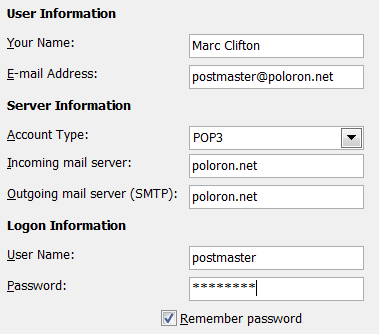 User Information
Your Name: Marc Clifton
E-mail Address: postmaster@poloron.net
Server Information
Account Type: POP3
Incoming mail server: poloron.net
Outgoing mail server (SMTP): poloron.net
Logon Information
User Name: postmaster
Password: ********
Remember password